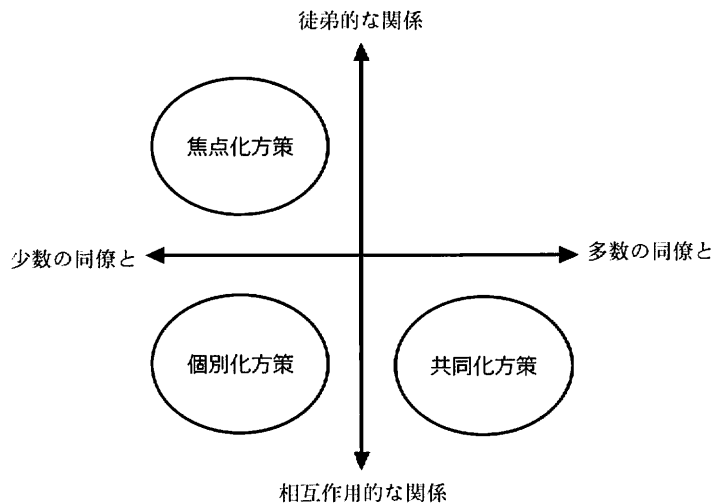 徒弟的な関係
焦点化方策
少数の同僚と
多数の同僚と
個別化方策
共同化方策
相互作用的な関係